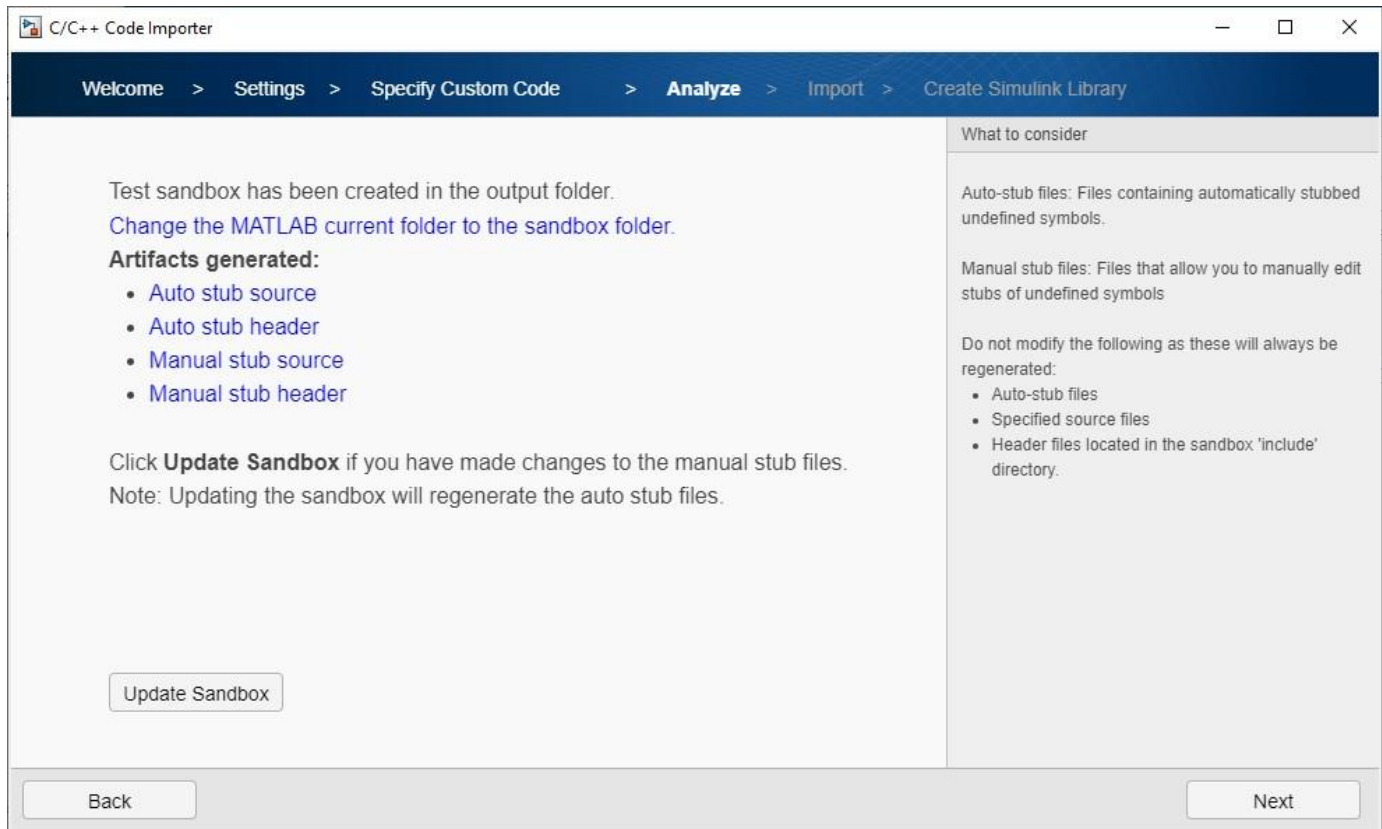 C/C++ Code Importer
Welcome > Settings > Specify Custom Code > Analyze > Import > Create Simulink Library
Test sandbox has been created in the output folder.
Change the MATLAB current folder to the sandbox folder.
Artifacts generated:
• Auto stub source
• Auto stub header
• Manual stub source
• Manual stub header
Click Update Sandbox if you have made changes to the manual stub files.
Note: Updating the sandbox will regenerate the auto stub files.
Update Sandbox
What to consider
Auto-stub files: Files containing automatically stubbed
undefined symbols.
Manual stub files: Files that allow you to manually edit
stubs of undefined symbols
Do not modify the following as these will always be
regenerated:
• Auto-stub files
• Specified source files
• Header files located in the sandbox 'include'
directory.
Back
Next